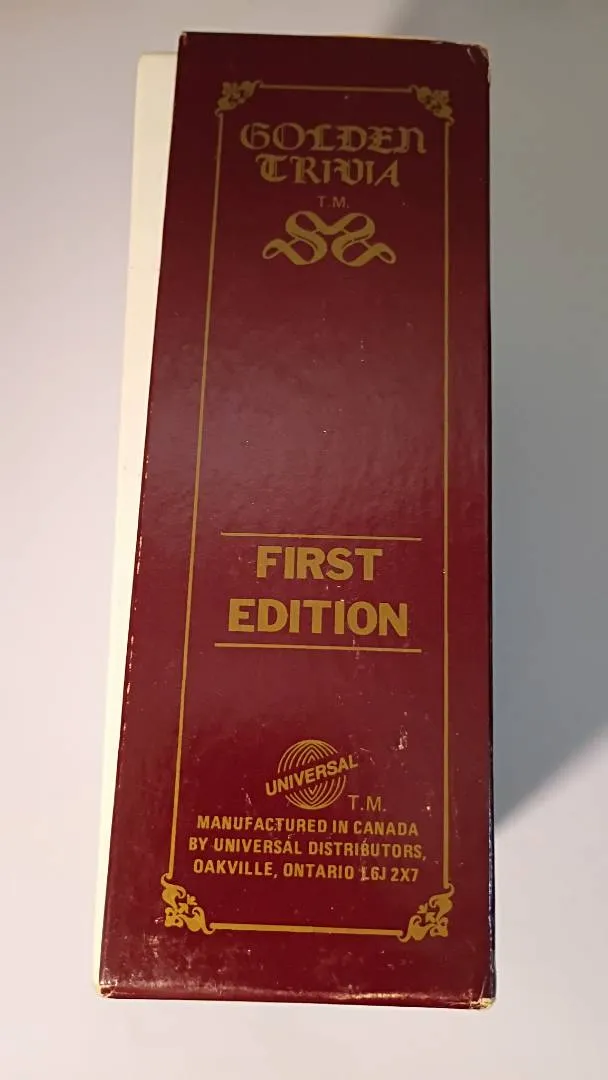 GOLDEN
TRIVIA
T.M.
FIRST
EDITION
UNIVERSAL
T.M.
MANUFACTURED IN CANADA
BY UNIVERSAL DISTRIBUTORS,
OAKVILLE, ONTARIO L6J 2X7